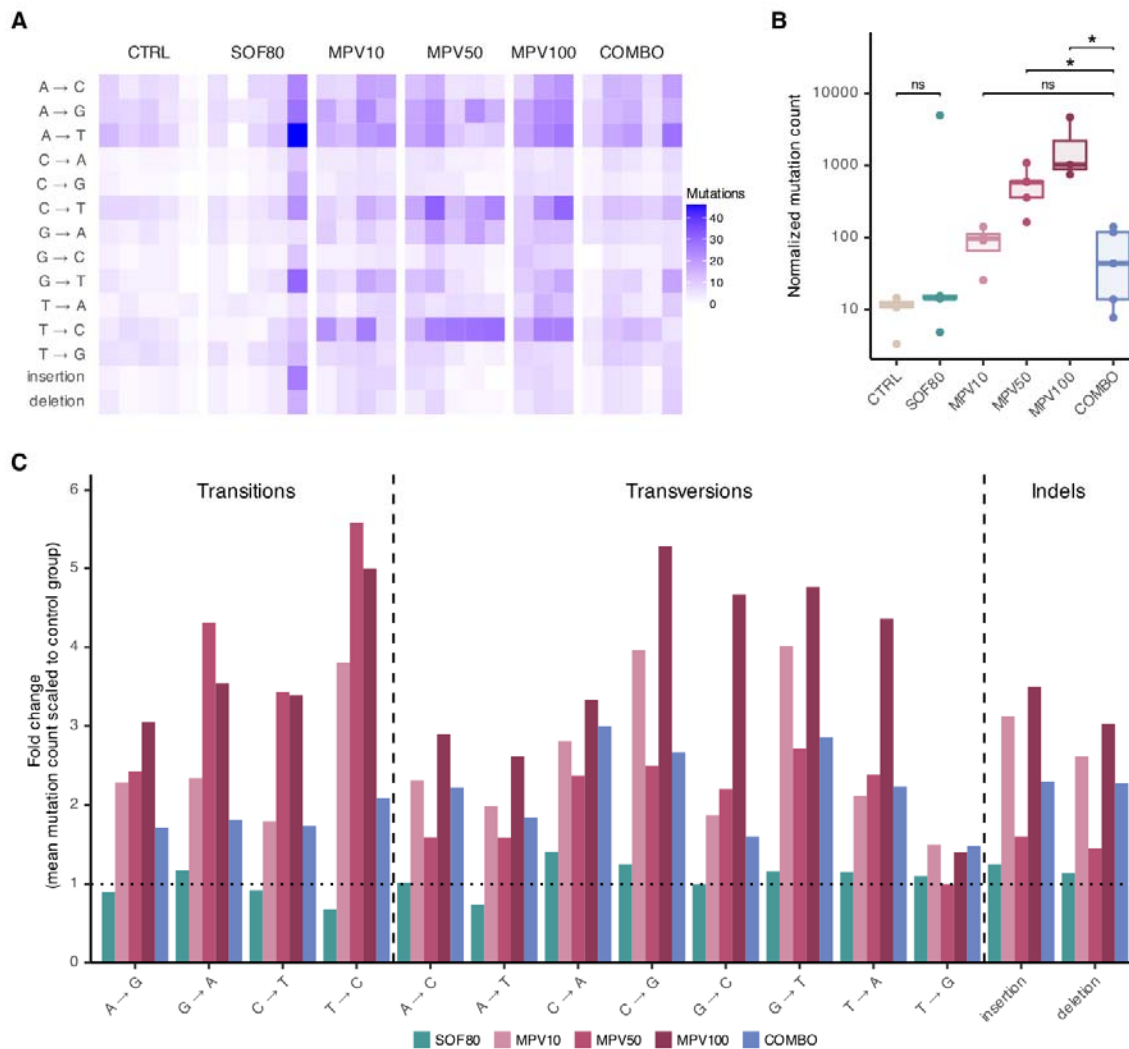 A
CTRL SOF80 MPV10 MPV50 MPV100 COMBO
A → C
A → G
A → T
C → A
C → G
C → T
G → A
G → C
G → T
T → A
T → C
T → G
insertion
deletion
Mutations
40
30
20
10
0
B
Normalized mutation count
10000
1000
100
10
ns
*
*
ns
CTRL SOF80 MPV10 MPV50 MPV100 COMBO
C
Fold change
(mean mutation count scaled to control group)
6
5
4
3
2
1
0
Transitions Transversions Indels
A → G G → A C → T T → C A → C A → T C → A C → G G → C G → T T → A T → G insertion deletion
SOF80 MPV10 MPV50 MPV100 COMBO